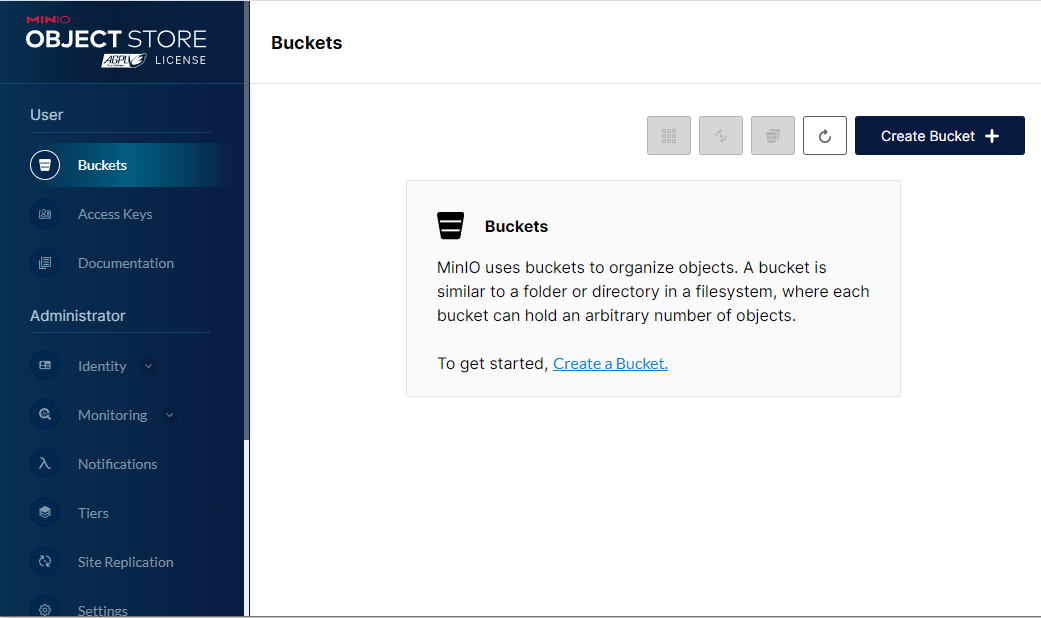 MINIO
OBJECT STORE
AGPL LICENSE
User
Buckets
Access Keys
Documentation
Administrator
Identity
Monitoring
Notifications
Tiers
Site Replication
Settings
Buckets
Create Bucket
Buckets
MinIO uses buckets to organize objects. A bucket is
similar to a folder or directory in a filesystem, where each
bucket can hold an arbitrary number of objects.
To get started, Create a Bucket.